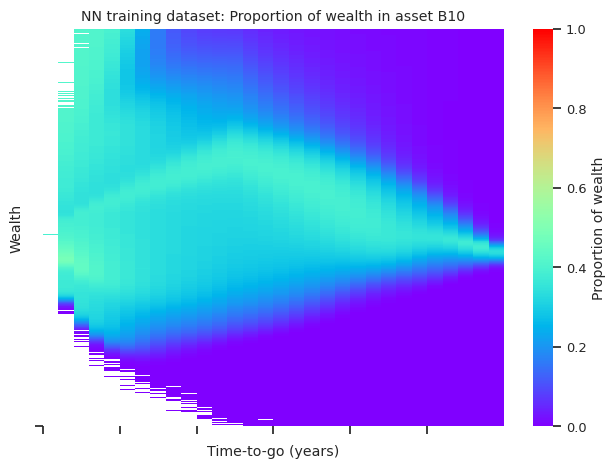 NN training dataset: Proportion of wealth in asset B10
1.0
0.8
0.6
0.4
0.2
0.0
Proportion of wealth
Wealth
Time-to-go (years)